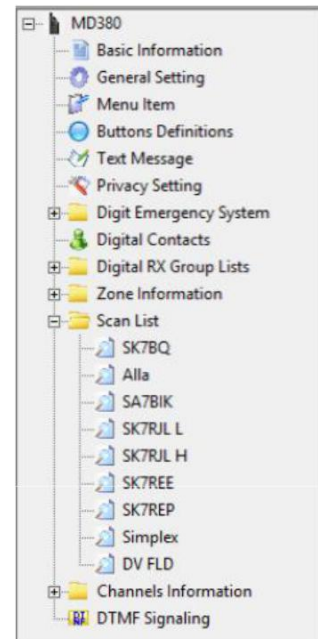 MD380
Basic Information
General Setting
Menu Item
Buttons Definitions
Text Message
Privacy Setting
Digit Emergency System
Digital Contacts
Digital RX Group Lists
Zone Information
Scan List
SK7BQ
Alla
SA7BIK
SK7RJL L
SK7RJL H
SK7REE
SK7REP
Simplex
DV FLD
Channels Information
DTMF Signaling